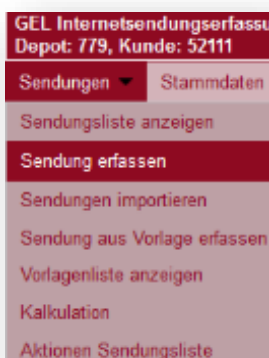 GEL Internetsendungserfassu
Depot: 779, Kunde: 52111
Sendungen Stammdaten
Sendungsliste anzeigen
Sendung erfassen
Sendungen importieren
Sendung aus Vorlage erfassen
Vorlagenliste anzeigen
Kalkulation
Aktionen Sendungsliste